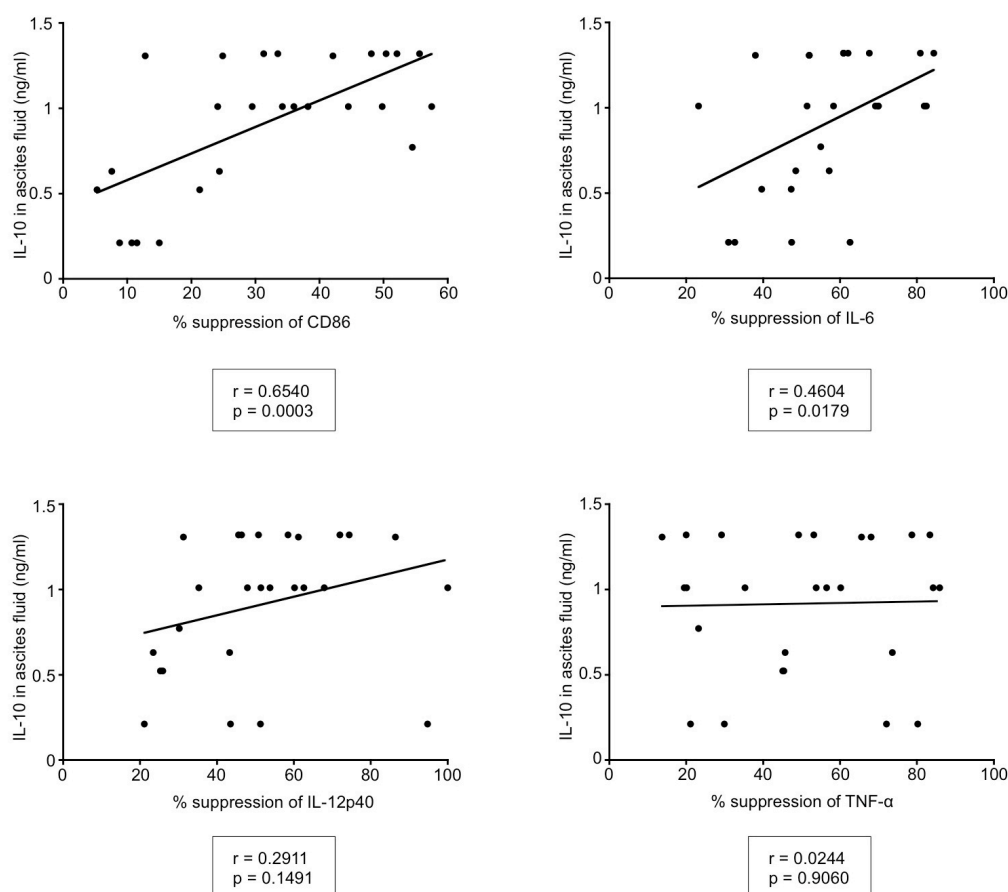 IL-10 in ascites fluid (ng/ml)
1.5
1
0.5
0
0 10 20 30 40 50 60
% suppression of CD86
r = 0.6540
p = 0.0003
IL-10 in ascites fluid (ng/ml)
1.5
1
0.5
0
0 20 40 60 80 100
% suppression of IL-6
r = 0.4604
p = 0.0179
IL-10 in ascites fluid (ng/ml)
1.5
1
0.5
0
0 20 40 60 80 100
% suppression of IL-12p40
r = 0.2911
p = 0.1491
IL-10 in ascites fluid (ng/ml)
1.5
1
0.5
0
0 20 40 60 80 100
% suppression of TNF-α
r = 0.0244
p = 0.9060